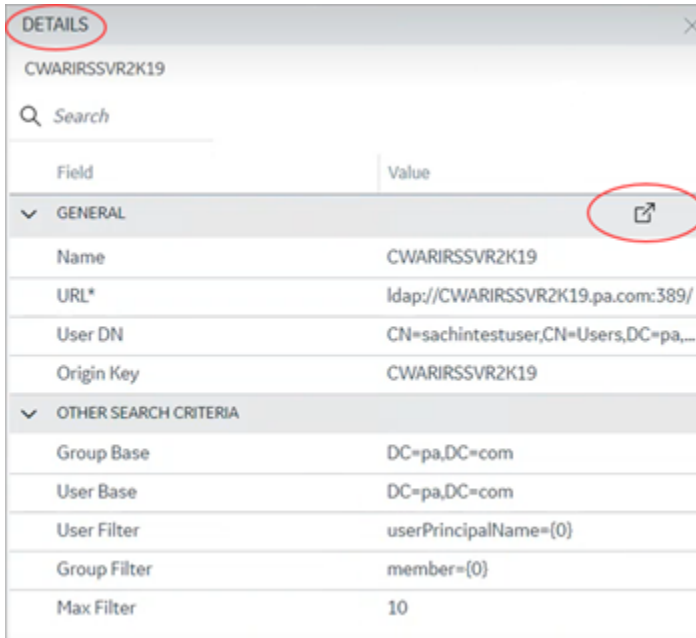 DETAILS
CWARIRSSVR2K19
Search
Field Value
GENERAL
Name CWARIRSSVR2K19
URL* ldap://CWARIRSSVR2K19.pa.com:389/
User DN CN=sachintestuser,CN=Users,DC=pa,...
Origin Key CWARIRSSVR2K19
OTHER SEARCH CRITERIA
Group Base DC=pa,DC=com
User Base DC=pa,DC=com
User Filter userPrincipalName={0}
Group Filter member={0}
Max Filter 10